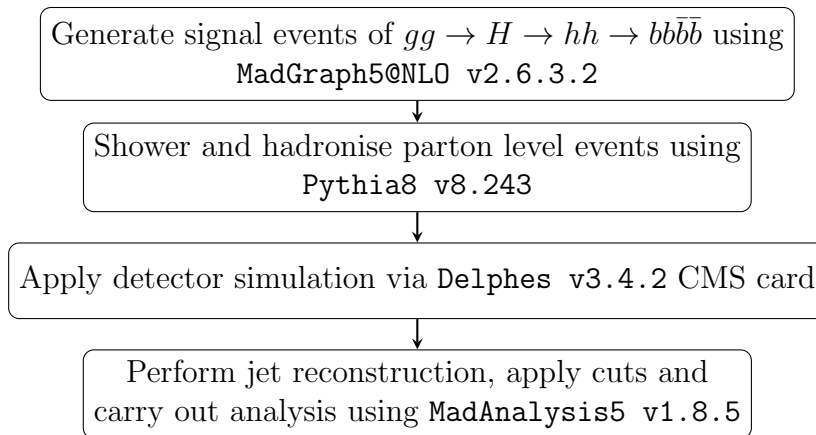 Generate signal events of gg → H → hh → bbb̄b̄ using
MadGraph5@NLO v2.6.3.2
Shower and hadronise parton level events using
Pythia8 v8.243
Apply detector simulation via Delphes v3.4.2 CMS card
Perform jet reconstruction, apply cuts and
carry out analysis using MadAnalysis5 v1.8.5